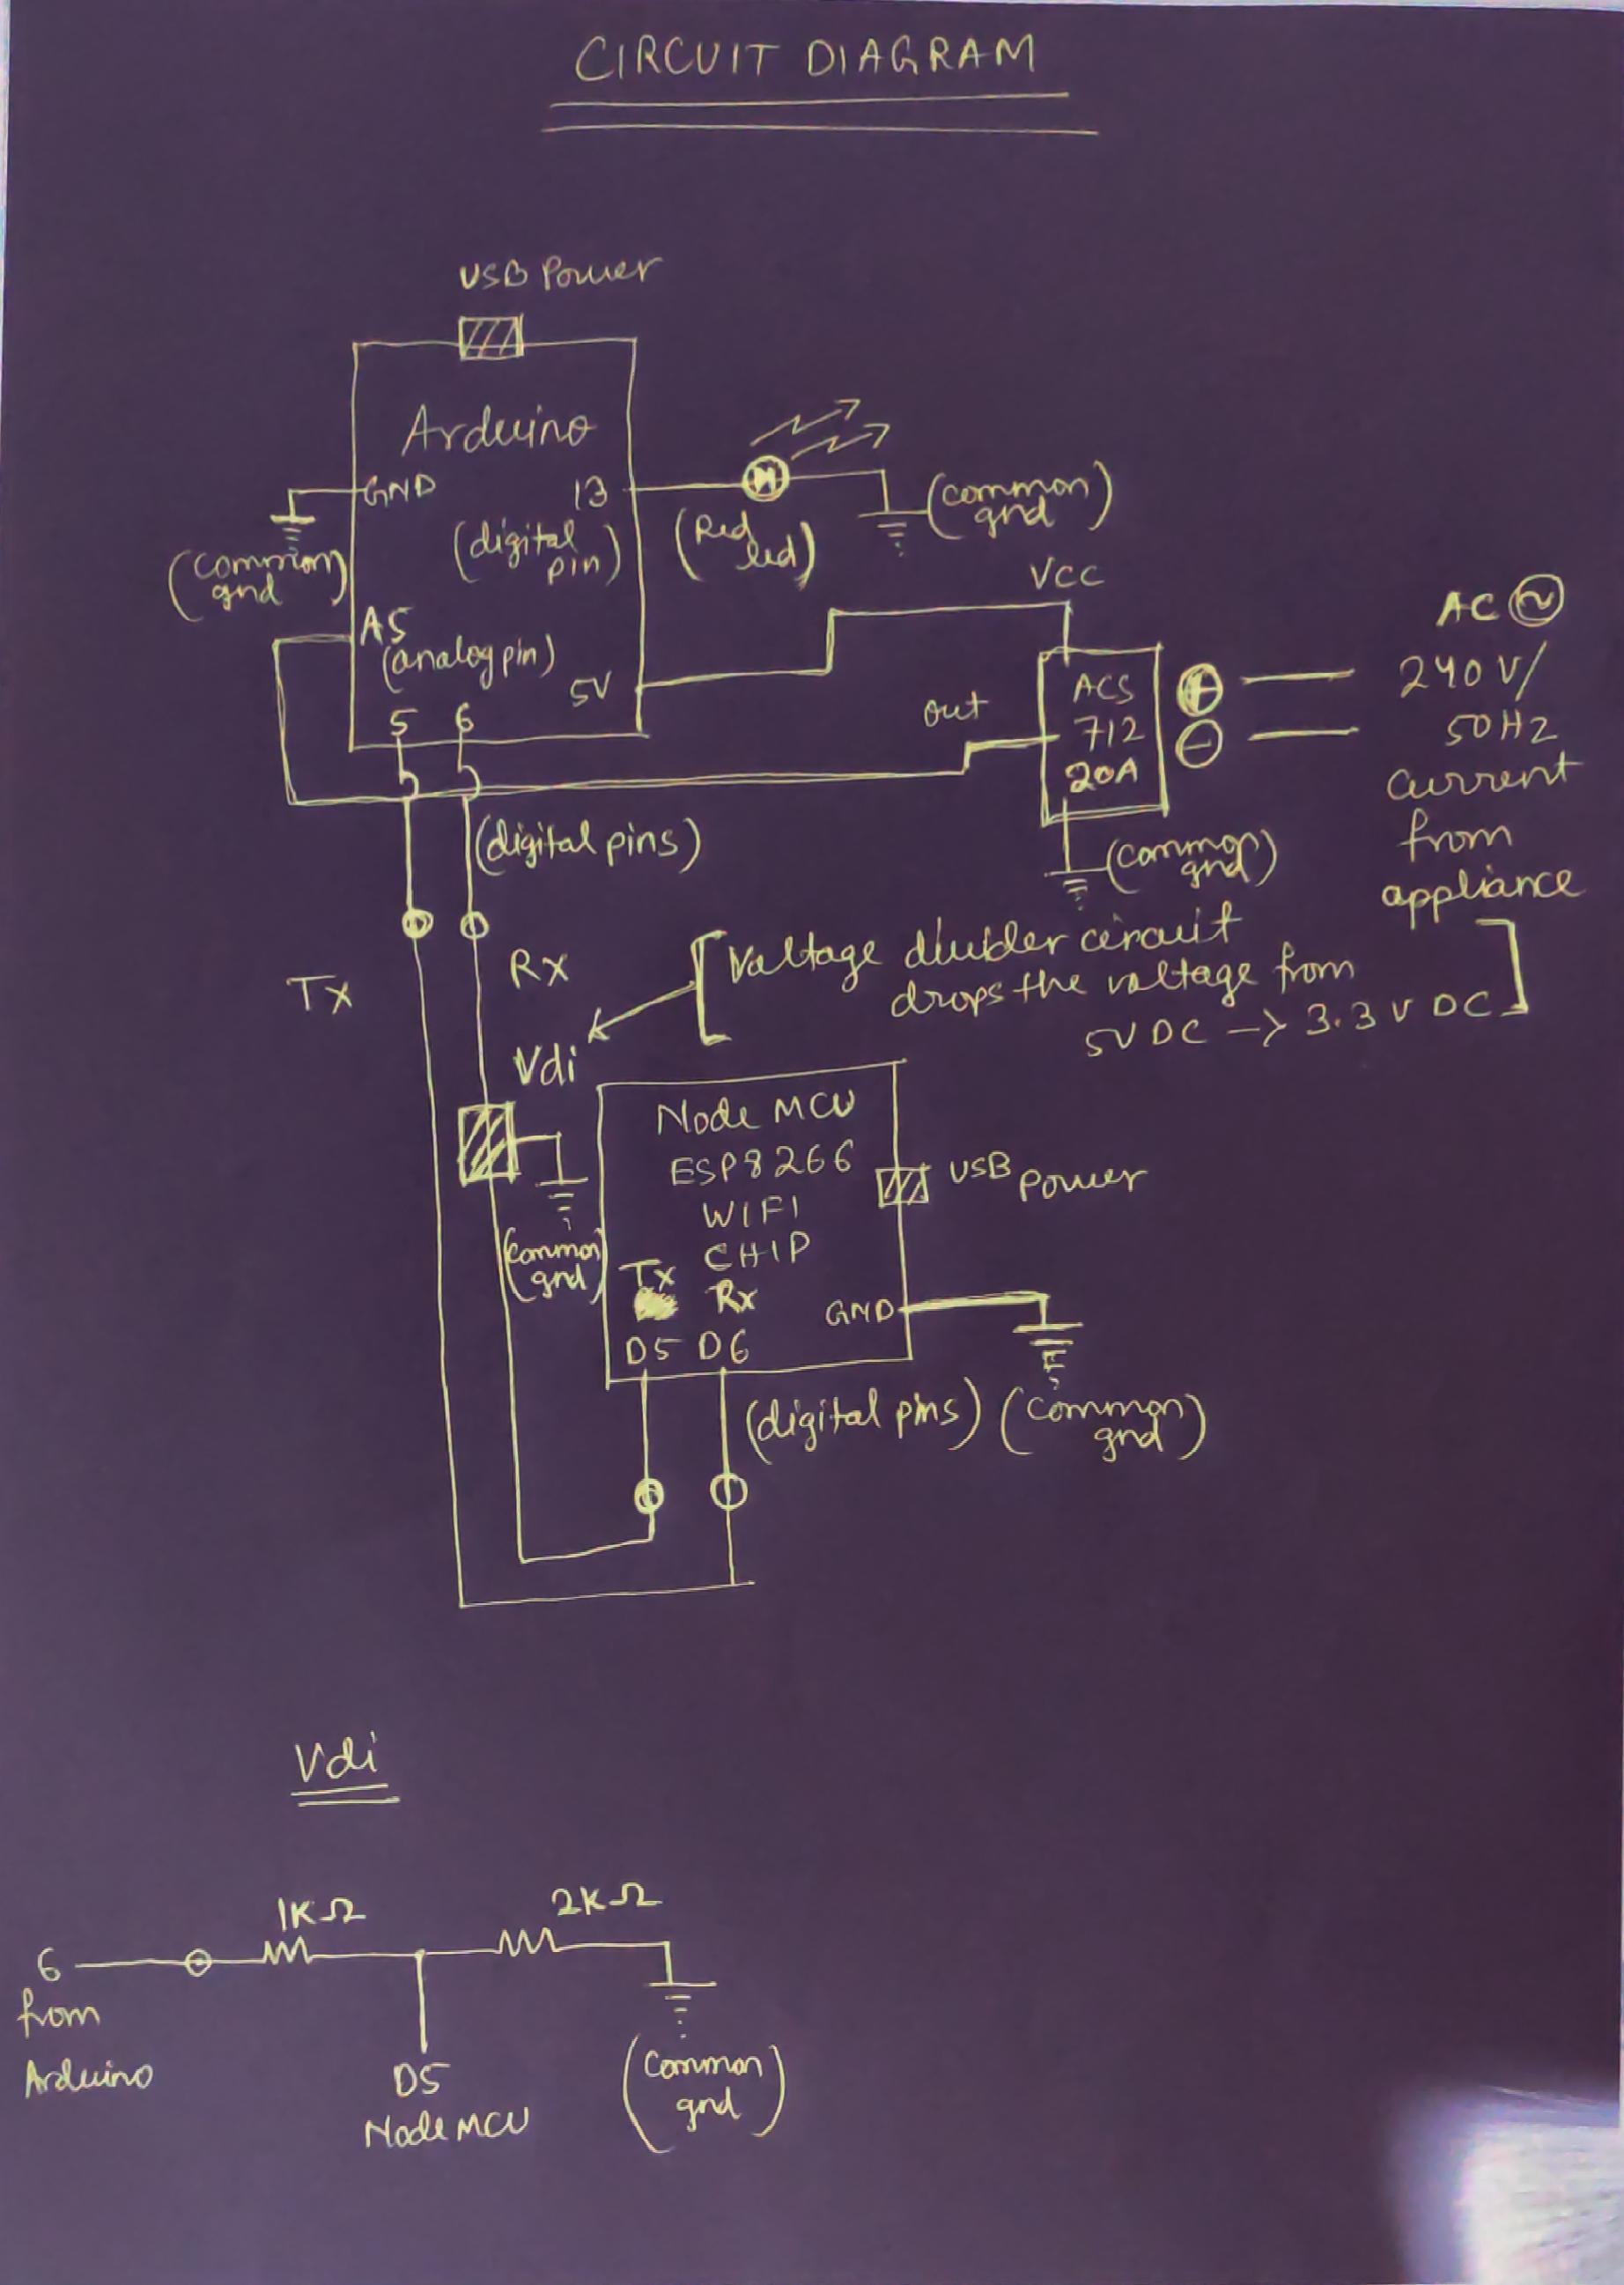 CIRCUIT DIAGRAM
USB Power
Arduino
GND
13
(digital
pin)
(Red
led)
(common
gnd)
(common
gnd)
A5
(analog pin)
5V
5 6
Vcc
out
ACS
712
20A
+
-
AC ~
240 V/
50Hz
current
from
appliance
(common
gnd)
(digital pins)
Tx
Rx
Vdi
[Voltage divider circuit
drops the voltage from
5V DC -> 3.3 V DC]
(common
gnd)
Node MCU
ESP8266
WIFI
CHIP
USB Power
Tx
Rx
GND
D5 D6
(digital pins)
(common
gnd)
Vdi
1KΩ
2KΩ
6
from
Arduino
D5
Node MCU
(common
gnd)